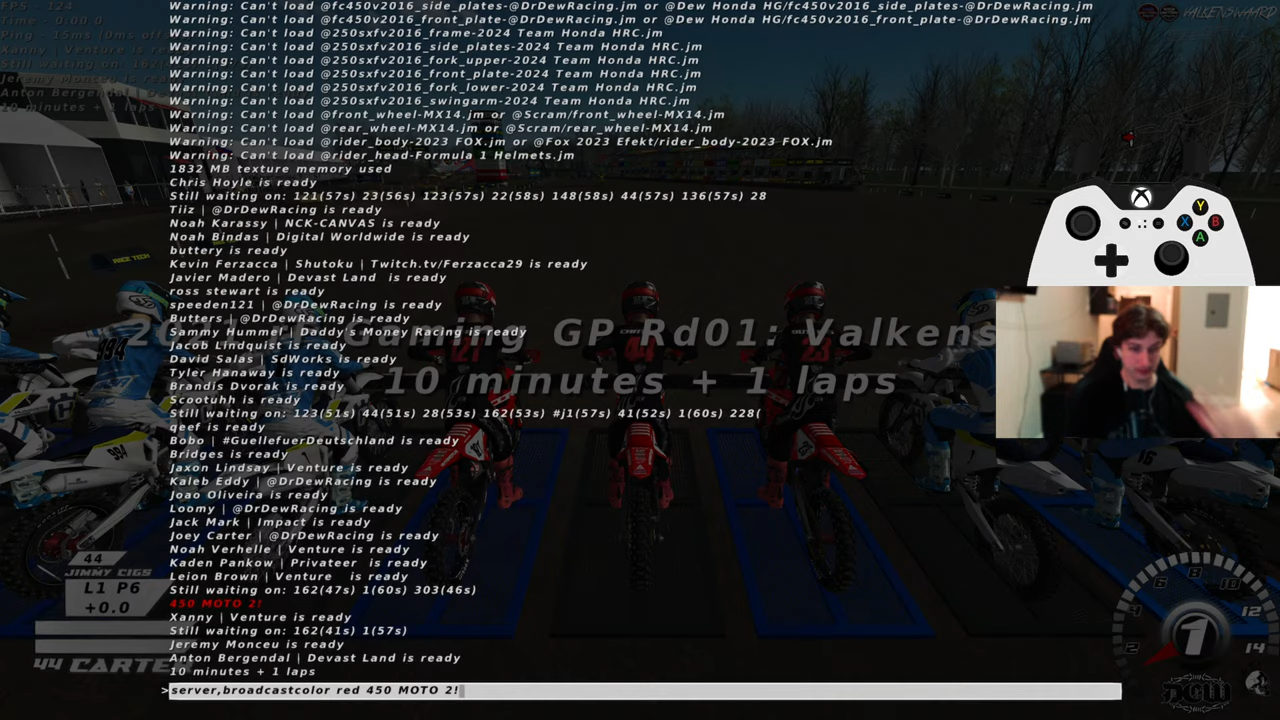 FPS - 124
Time - 0:00.0
VALKENSWAARD
Warning: Can't load @fc450v2016_side_plates-@DrDewRacing.jm or @Dew Honda HG/fc450v2016_side_plates-@DrDewRacing.jm
Warning: Can't load @fc450v2016_front_plate-@DrDewRacing.jm or @Dew Honda HG/fc450v2016_front_plate-@DrDewRacing.jm
Warning: Can't load @250sxfv2016_frame-2024 Team Honda HRC.jm
Warning: Can't load @250sxfv2016_side_plates-2024 Team Honda HRC.jm
Warning: Can't load @250sxfv2016_fork_upper-2024 Team Honda HRC.jm
Warning: Can't load @250sxfv2016_front_plate-2024 Team Honda HRC.jm
Warning: Can't load @250sxfv2016_fork_lower-2024 Team Honda HRC.jm
Warning: Can't load @250sxfv2016_swingarm-2024 Team Honda HRC.jm
Warning: Can't load @front_wheel-MX14.jm or @Scram/front_wheel-MX14.jm
Warning: Can't load @rear_wheel-MX14.jm or @Scram/rear_wheel-MX14.jm
Warning: Can't load @rider_body-2023 FOX.jm or @Fox 2023 Efekt/rider_body-2023 FOX.jm
Warning: Can't load @rider_head-Formula 1 Helmets.jm
1832 MB texture memory used
Chris Hoyle is ready
Still waiting on: 121(57s) 23(56s) 123(57s) 22(58s) 148(58s) 44(57s) 136(57s) 28
Tiiz | @DrDewRacing is ready
Noah Karassy | NCK-CANVAS is ready
Noah Bindas | Digital Worldwide is ready
buttery is ready
Kevin Ferzacca | Shutoku | Twitch.tv/Ferzacca29 is ready
Javier Madero | Devast Land  is ready
ross stewart is ready
speeden121 | @DrDewRacing is ready
Butters | @DrDewRacing is ready
Sammy Hummel | Daddy's Money Racing is ready
Jacob Lindquist is ready
David Salas | SdWorks is ready
Tyler Hanaway is ready
Brandis Dvorak is ready
Scootuhh is ready
Still waiting on: 123(51s) 44(51s) 28(53s) 162(53s) #j1(57s) 41(52s) 1(60s) 228(
qeef is ready
Bobo | #GuellefuerDeutschland is ready
Bridges is ready
Jaxon Lindsay | Venture is ready
Kaleb Eddy | @DrDewRacing is ready
Joao Oliveira is ready
Loomy | @DrDewRacing is ready
Jack Mark | Impact is ready
Joey Carter | @DrDewRacing is ready
Noah Verhelle | Venture is ready
Kaden Pankow | Privateer  is ready
Leion Brown | Venture   is ready
Still waiting on: 162(47s) 1(60s) 303(46s)
450 MOTO 2!
Xanny | Venture is ready
Still waiting on: 162(41s) 1(57s)
Jeremy Monceu is ready
Anton Bergendal | Devast Land is ready
10 minutes + 1 laps
>server,broadcastcolor red 450 MOTO 2!
GP Rd01: Valkens
10 minutes + 1 laps
44
JIMMY CIGS
L1 P6
+0.0
44 CARTE
Y
X
B
A
2
4
6
8
10
12
14
1